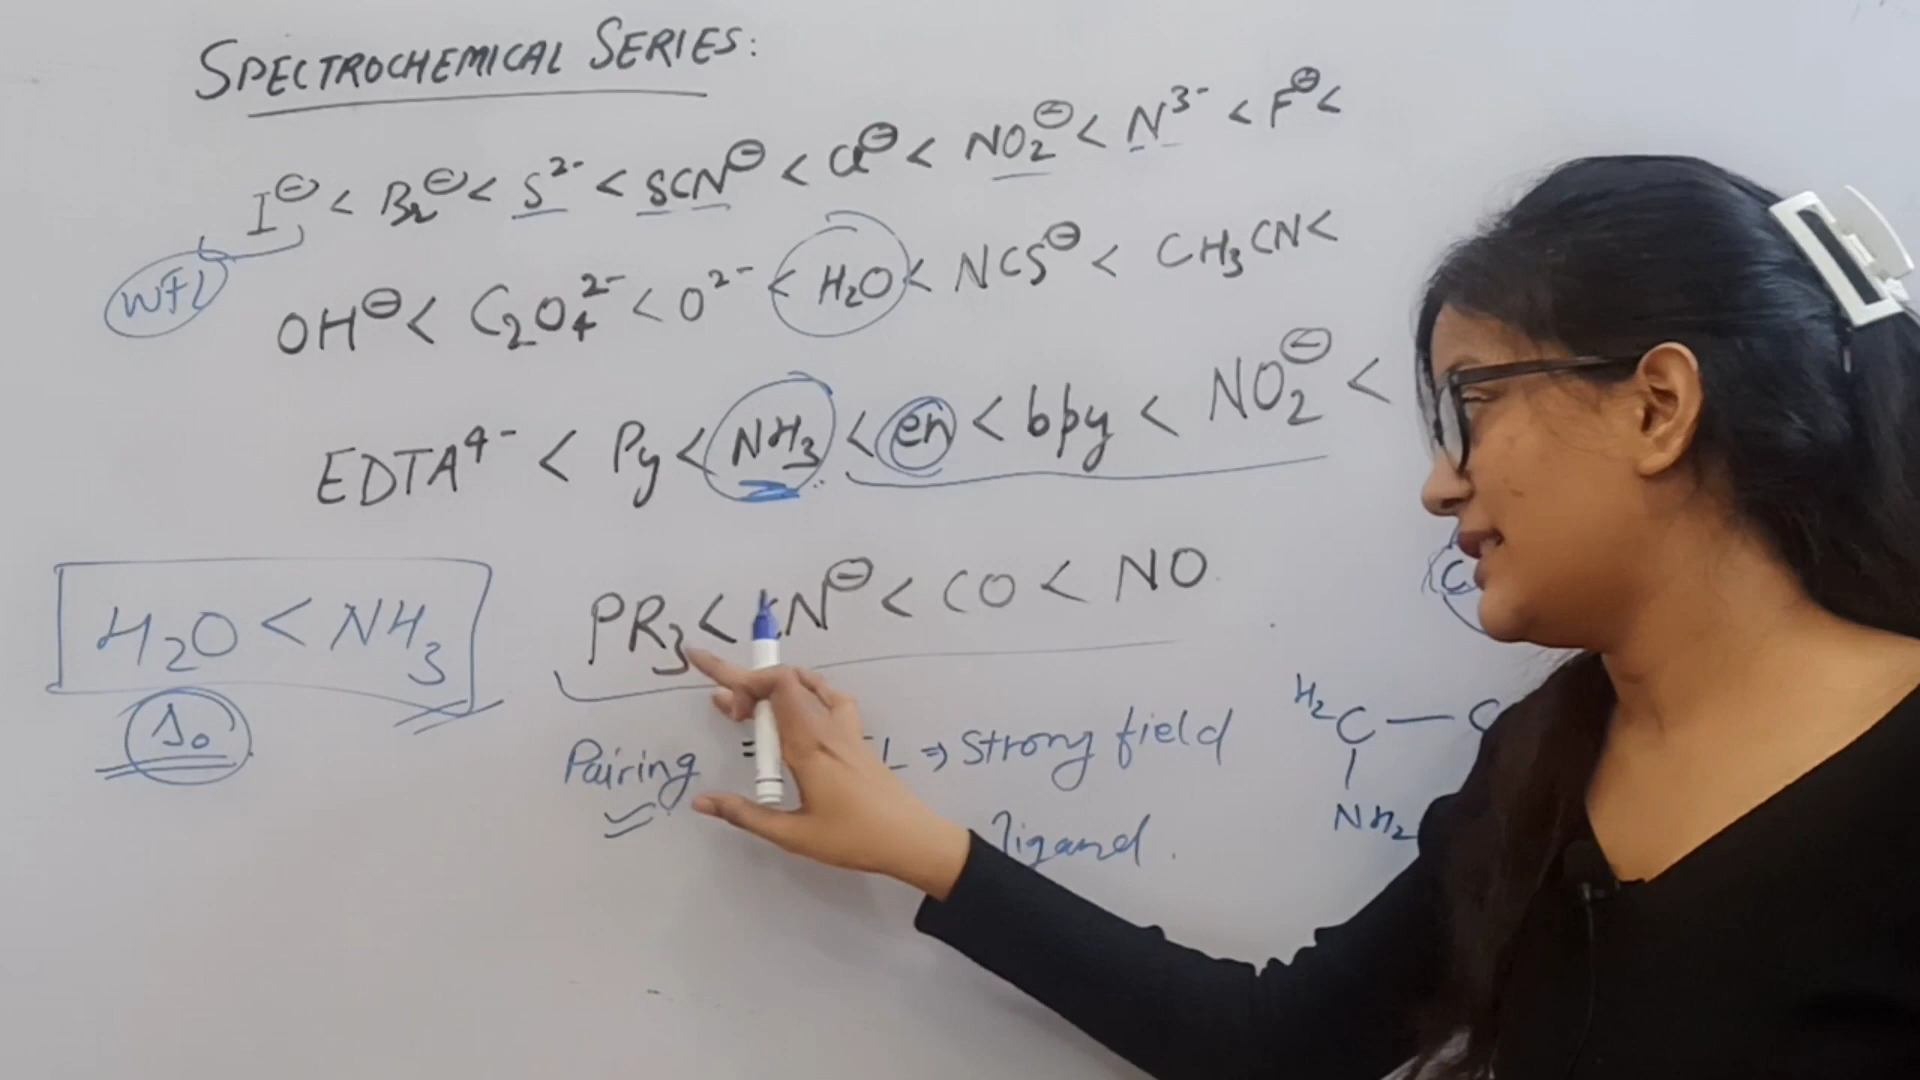 SPECTROCHEMICAL SERIES:
I⊖ < Br⊖ < S²⁻ < SCN⊖ < Cl⊖ < NO₂⊖ < N³⁻ < F⊖ <
WFL
OH⊖ < C₂O₄²⁻ < O²⁻ < H₂O < NCS⊖ < CH₃CN <
EDTA⁴⁻ < Py < NH₃ < en < bpy < NO₂⊖ <
PR₃ < CN⊖ < CO < NO
H₂O < NH₃
Δ₀
Pairing = L ⇒ Strong field
ligand.
H₂C — C
NH₂